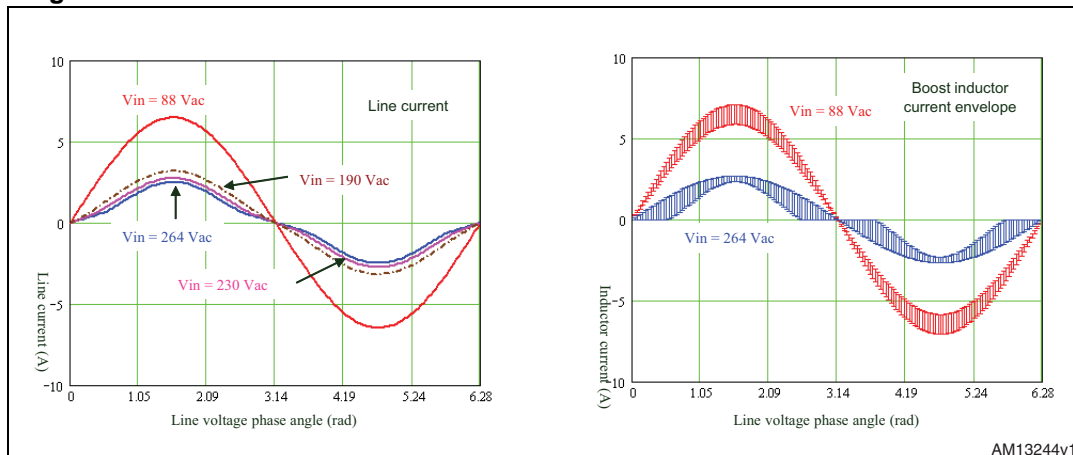 10
5
0
−5
−10
0
1.05
2.09
3.14
4.19
5.24
6.28
Line current (A)
Line voltage phase angle (rad)
Line current
Vin = 88 Vac
Vin = 190 Vac
Vin = 264 Vac
Vin = 230 Vac
10
5
0
−5
−10
0
1.05
2.09
3.14
4.19
5.24
6.28
Inductor current (A)
Line voltage phase angle (rad)
Boost inductor
current envelope
Vin = 88 Vac
Vin = 264 Vac
AM13244v1